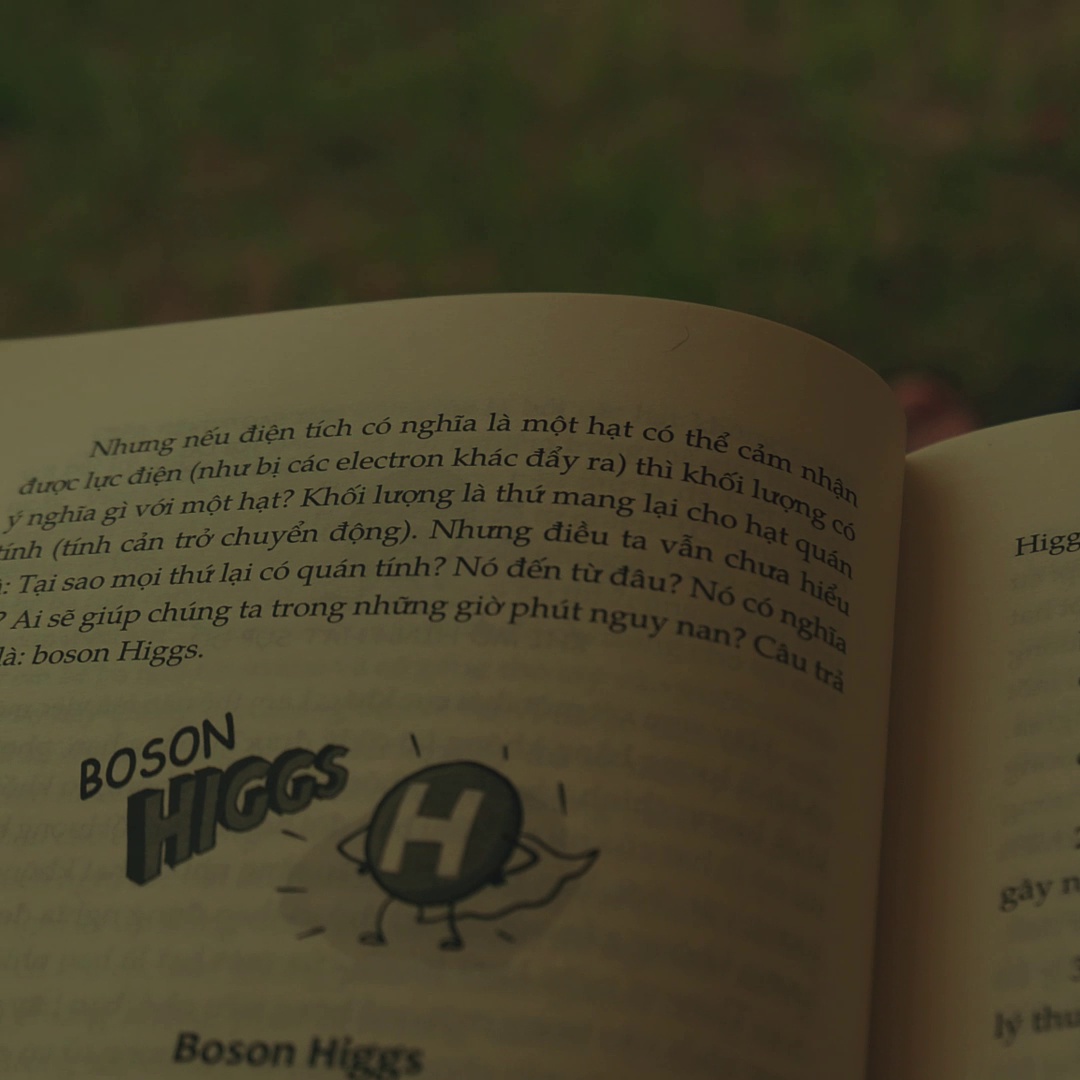 Nhưng nếu điện tích có nghĩa là một hạt có thể cảm nhận
được lực điện (như bị các electron khác đẩy ra) thì khối lượng có
ý nghĩa gì với một hạt? Khối lượng là thứ mang lại cho hạt quán
tính (tính cản trở chuyển động). Nhưng điều ta vẫn chưa hiểu
: Tại sao mọi thứ lại có quán tính? Nó đến từ đâu? Nó có nghĩa
? Ai sẽ giúp chúng ta trong những giờ phút nguy nan? Câu trả
là: boson Higgs.
BOSON
HIGGS
H
Boson Higgs
Higg
gây n
lý thu